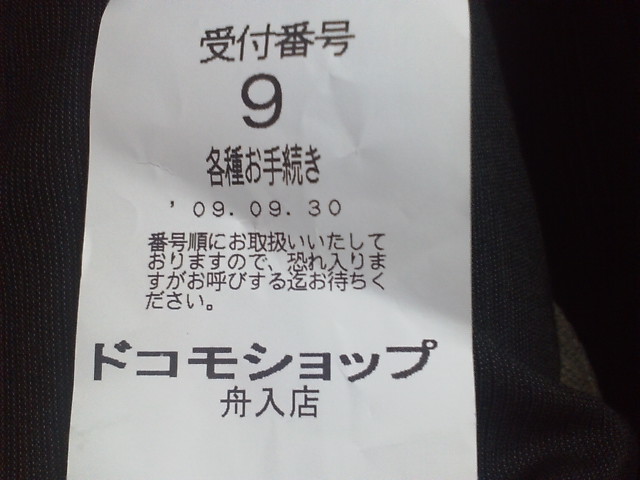 受付番号
9
各種お手続き
'09.09.30
番号順にお取扱いいたして
おりますので、恐れ入りま
すがお呼びする迄お待ちく
ださい。
ドコモショップ
舟入店